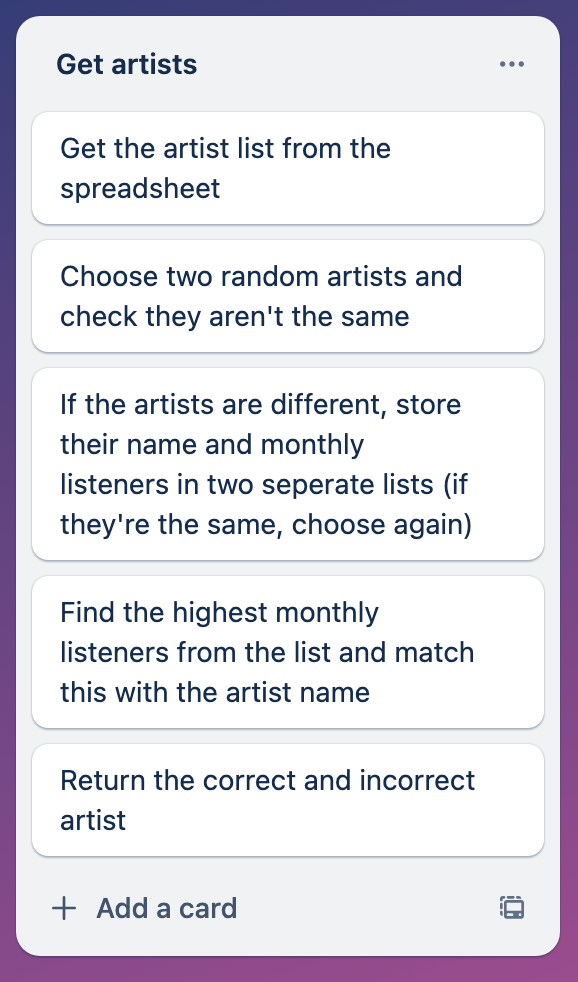 Get artists
Get the artist list from the
spreadsheet
Choose two random artists and
check they aren't the same
If the artists are different, store
their name and monthly
listeners in two seperate lists (if
they're the same, choose again)
Find the highest monthly
listeners from the list and match
this with the artist name
Return the correct and incorrect
artist
Add a card